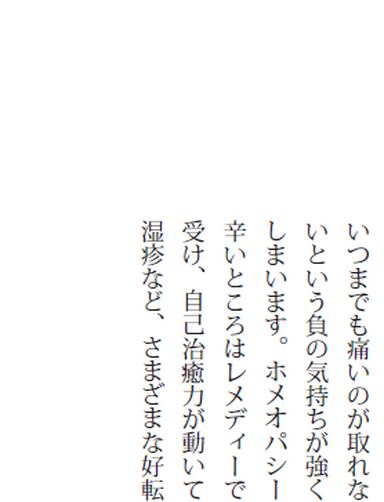 いつまでも痛いのが取れな
いという負の気持ちが強く
しまいます。ホメオパシー
辛いところはレメディーで
受け、自己治癒力が動いて
湿疹など、さまざまな好転